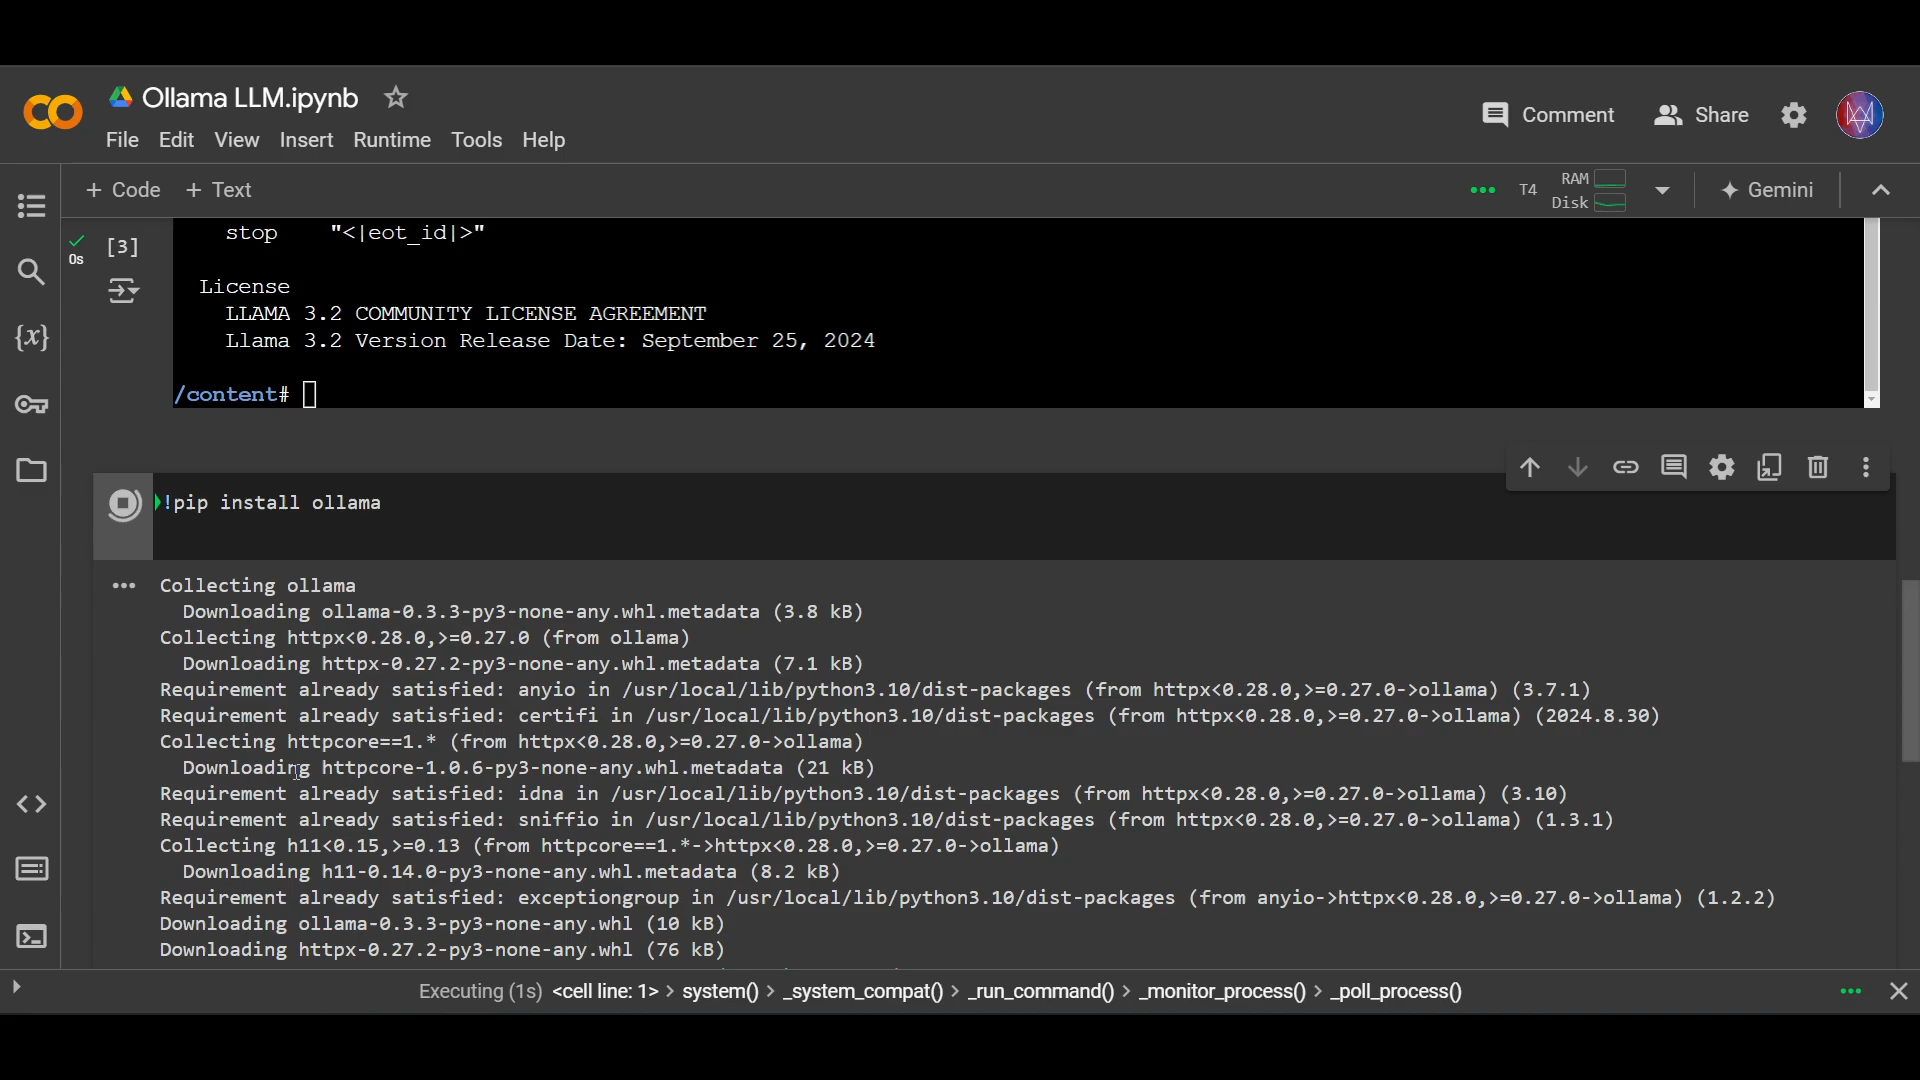 Ollama LLM.ipynb
File Edit View Insert Runtime Tools Help
Comment Share
+ Code + Text
T4 RAM Disk Gemini
[3]
0s
stop "<|eot_id|>"
License
LLAMA 3.2 COMMUNITY LICENSE AGREEMENT
Llama 3.2 Version Release Date: September 25, 2024
/content#
{x}
!pip install ollama
Collecting ollama
Downloading ollama-0.3.3-py3-none-any.whl.metadata (3.8 kB)
Collecting httpx<0.28.0,>=0.27.0 (from ollama)
Downloading httpx-0.27.2-py3-none-any.whl.metadata (7.1 kB)
Requirement already satisfied: anyio in /usr/local/lib/python3.10/dist-packages (from httpx<0.28.0,>=0.27.0->ollama) (3.7.1)
Requirement already satisfied: certifi in /usr/local/lib/python3.10/dist-packages (from httpx<0.28.0,>=0.27.0->ollama) (2024.8.30)
Collecting httpcore==1.* (from httpx<0.28.0,>=0.27.0->ollama)
Downloading httpcore-1.0.6-py3-none-any.whl.metadata (21 kB)
Requirement already satisfied: idna in /usr/local/lib/python3.10/dist-packages (from httpx<0.28.0,>=0.27.0->ollama) (3.10)
Requirement already satisfied: sniffio in /usr/local/lib/python3.10/dist-packages (from httpx<0.28.0,>=0.27.0->ollama) (1.3.1)
Collecting h11<0.15,>=0.13 (from httpcore==1.*->httpx<0.28.0,>=0.27.0->ollama)
Downloading h11-0.14.0-py3-none-any.whl.metadata (8.2 kB)
Requirement already satisfied: exceptiongroup in /usr/local/lib/python3.10/dist-packages (from anyio->httpx<0.28.0,>=0.27.0->ollama) (1.2.2)
Downloading ollama-0.3.3-py3-none-any.whl (10 kB)
Downloading httpx-0.27.2-py3-none-any.whl (76 kB)
Executing (1s) <cell line: 1> > system() > _system_compat() > _run_command() > _monitor_process() > _poll_process()